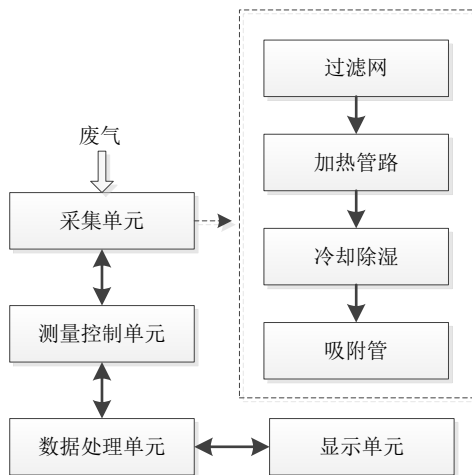 过滤网
废气
加热管路
采集单元
冷却除湿
测量控制单元
吸附管
数据处理单元
显示单元